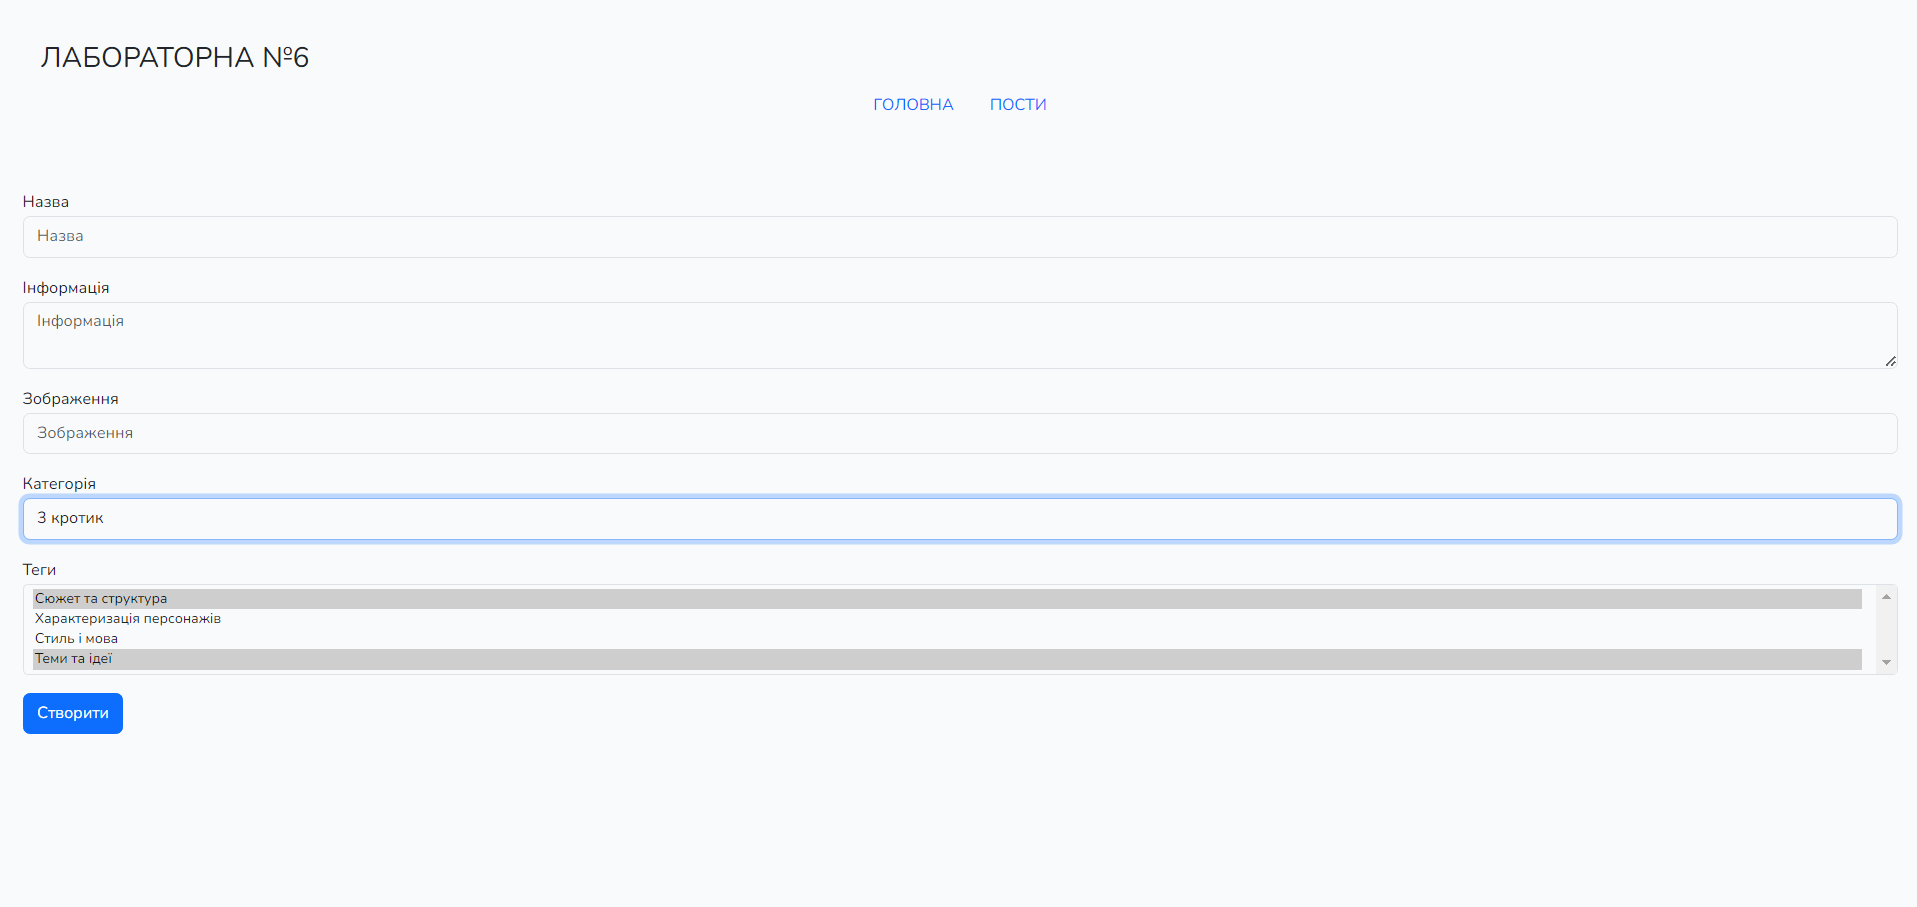 ЛАБОРАТОРНА №6
ГОЛОВНА ПОСТИ
Назва
Назва
Інформація
Інформація
Зображення
Зображення
Категорія
3 кротик
Теги
Сюжет та структура
Характеризація персонажів
Стиль і мова
Теми та ідеї
Створити